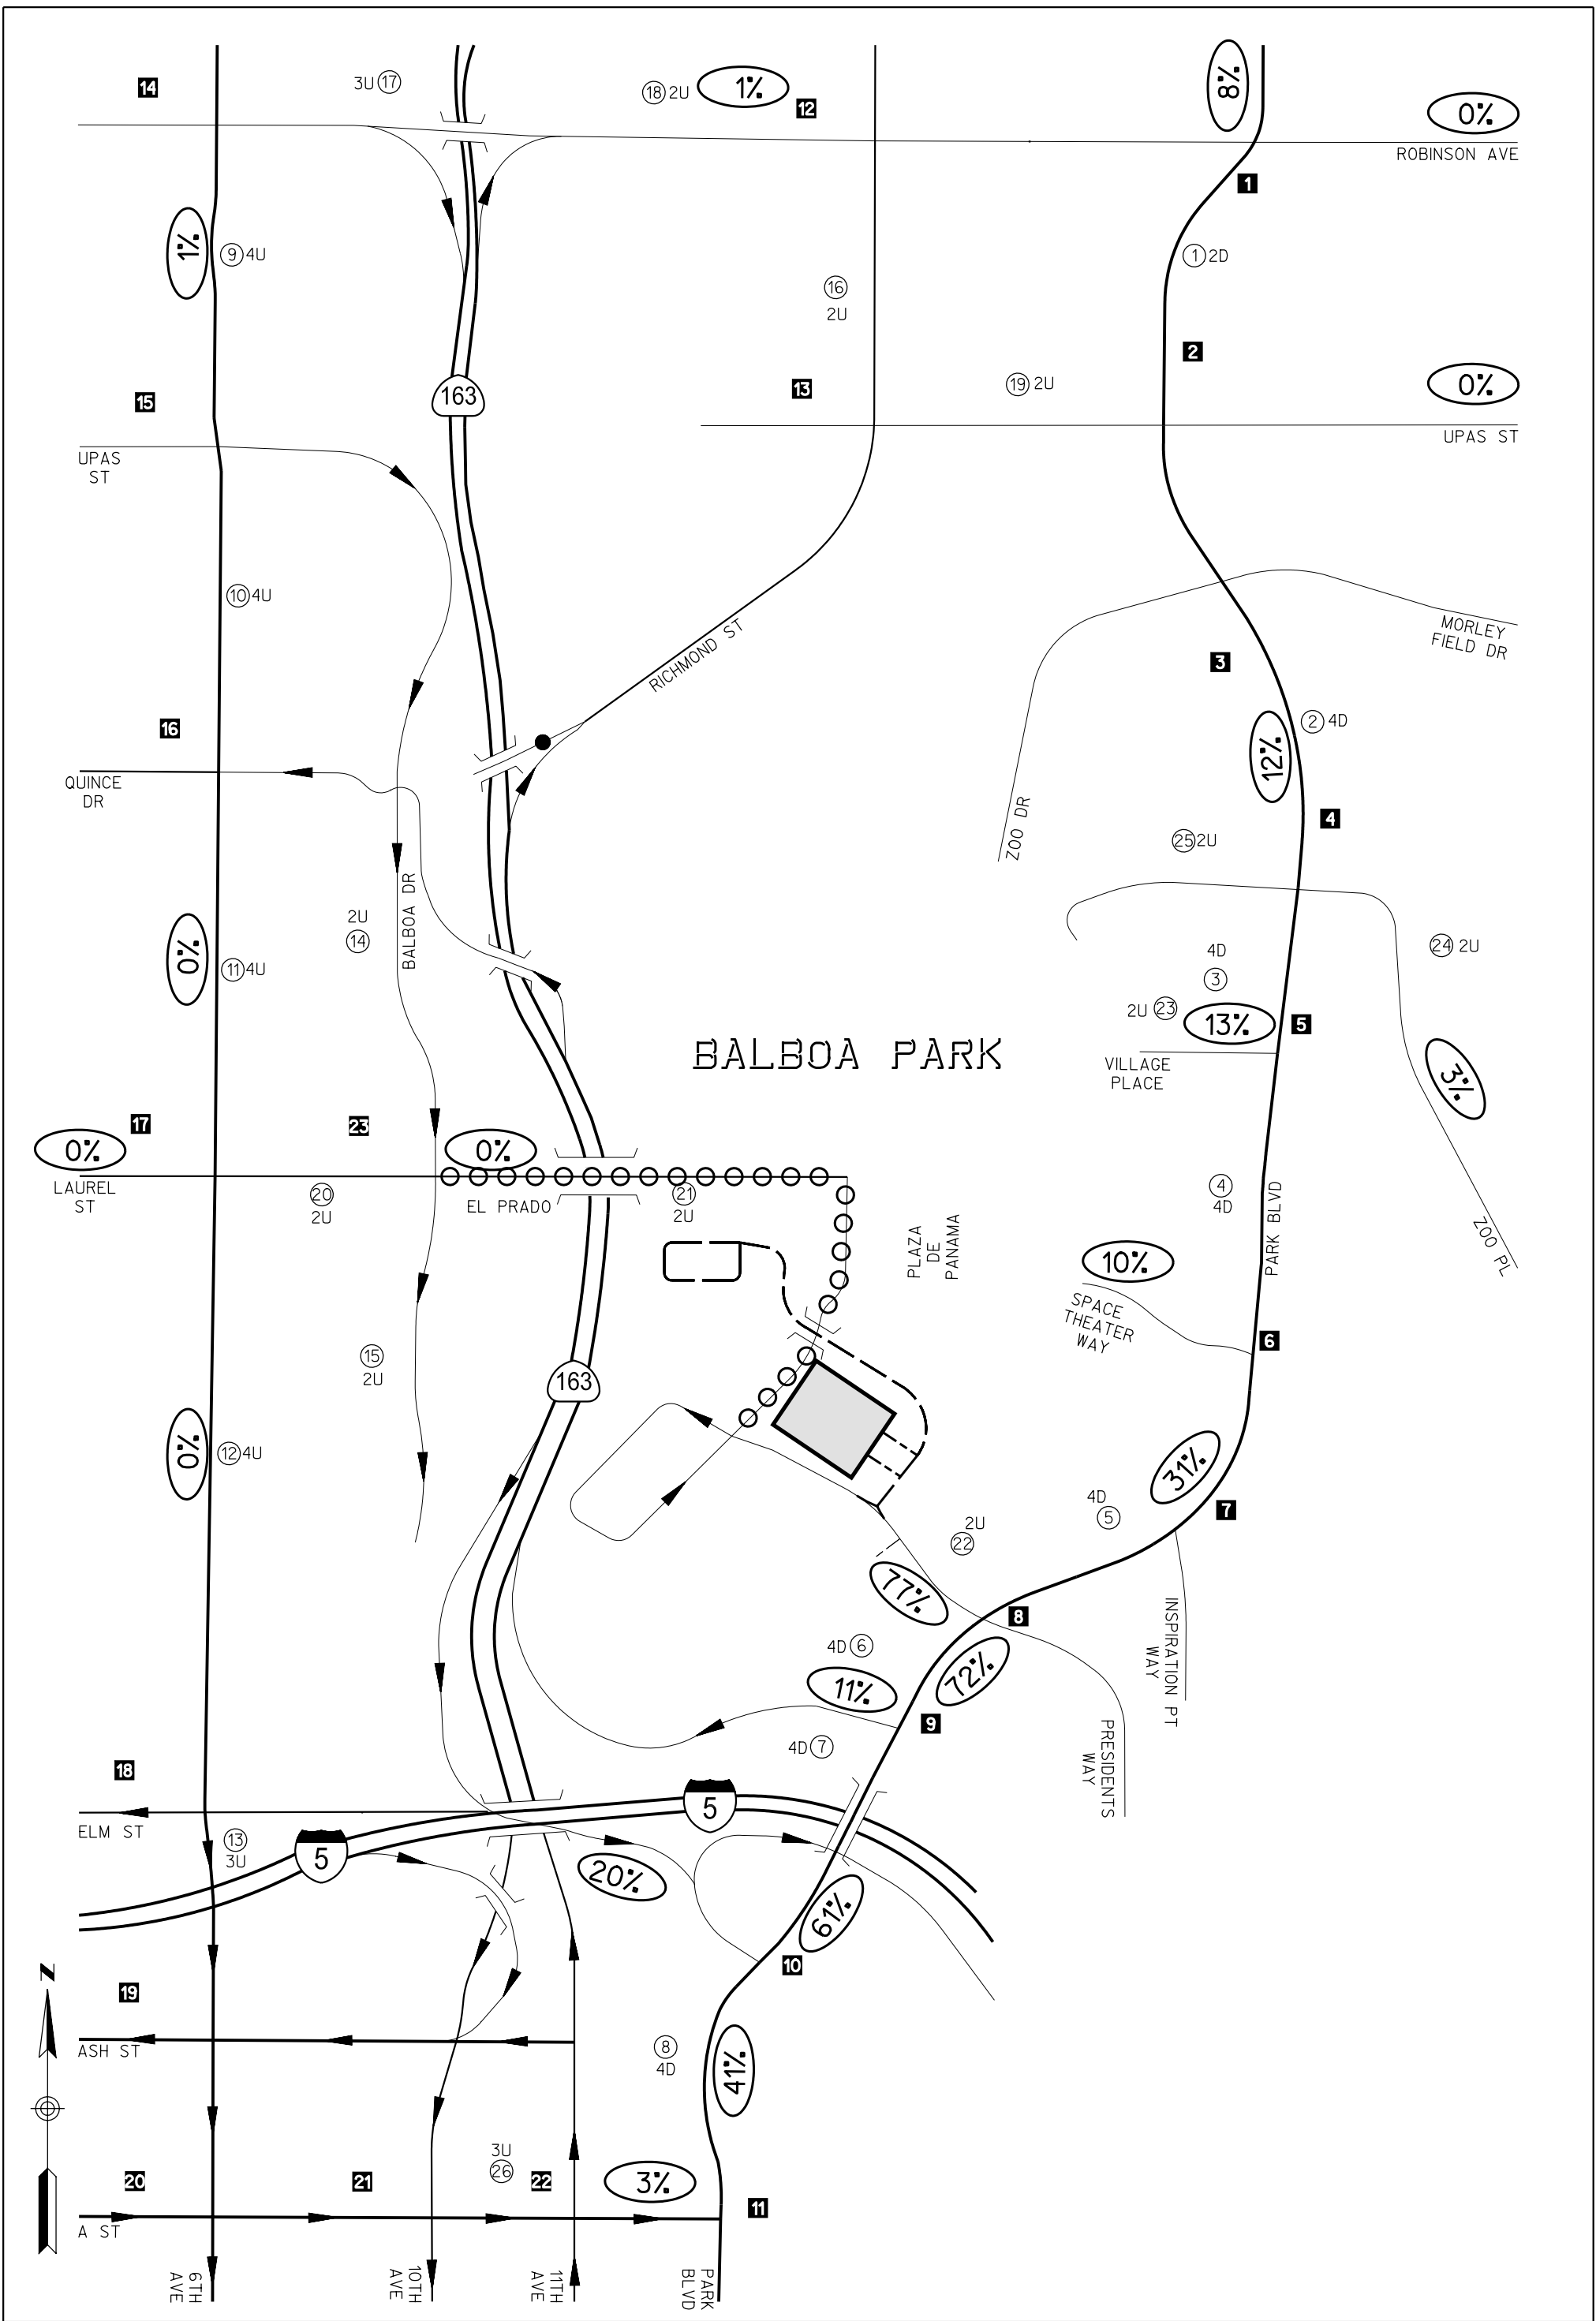 14
3U 17
18 2U
1%
12
8%
0%
ROBINSON AVE
1
1%
9 4U
1 2D
16
2U
2
15
13
19 2U
0%
163
UPAS
ST
UPAS ST
10 4U
MORLEY
FIELD DR
RICHMOND ST
3
16
2 4D
12%
QUINCE
DR
ZOO DR
4
25 2U
2U
14
BALBOA DR
0%
11 4U
4D
3
24 2U
2U 23
13%
5
BALBOA PARK
VILLAGE
PLACE
3%
17
23
0%
0%
LAUREL
ST
20
2U
EL PRADO
21
2U
4
4D
PARK BLVD
PLAZA
DE
PANAMA
ZOO PL
10%
SPACE
THEATER
WAY
6
15
2U
163
0%
12 4U
31%
4D
5
7
2U
22
77%
8
INSPIRATION PT
WAY
4D 6
72%
11%
9
4D 7
PRESIDENTS
WAY
18
5
ELM ST
13
3U
5
20%
61%
10
N
19
ASH ST
8
4D
41%
3U
26
20
21
22
3%
11
A ST
6TH
AVE
10TH
AVE
11TH
AVE
PARK
BLVD